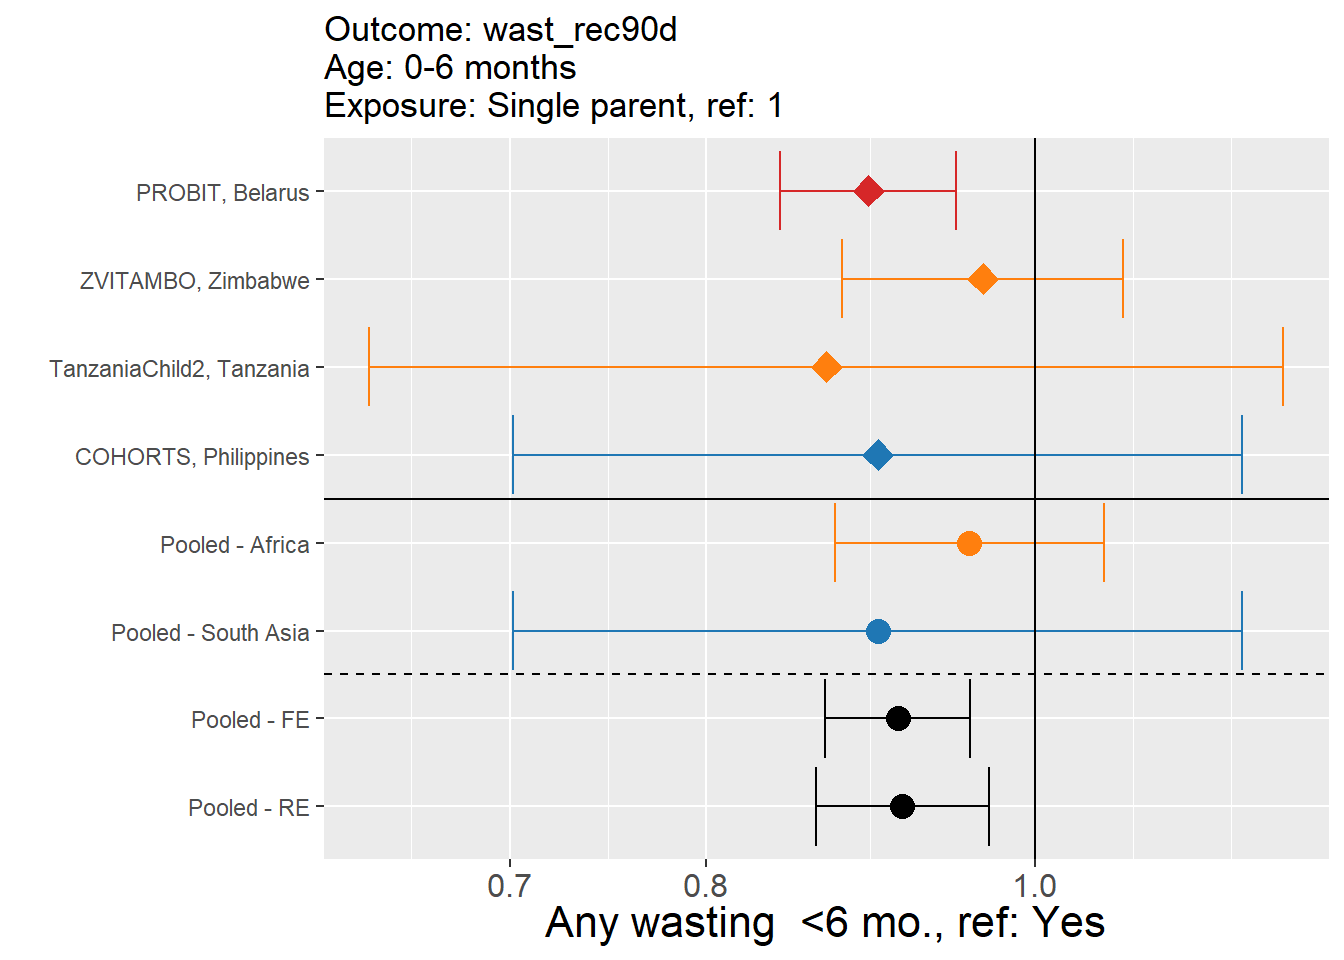 Outcome: wast_rec90d
Age: 0-6 months
Exposure: Single parent, ref: 1
PROBIT, Belarus
ZVITAMBO, Zimbabwe
TanzaniaChild2, Tanzania
COHORTS, Philippines
Pooled - Africa
Pooled - South Asia
Pooled - FE
Pooled - RE
0.7 0.8 1.0
Any wasting  <6 mo., ref: Yes